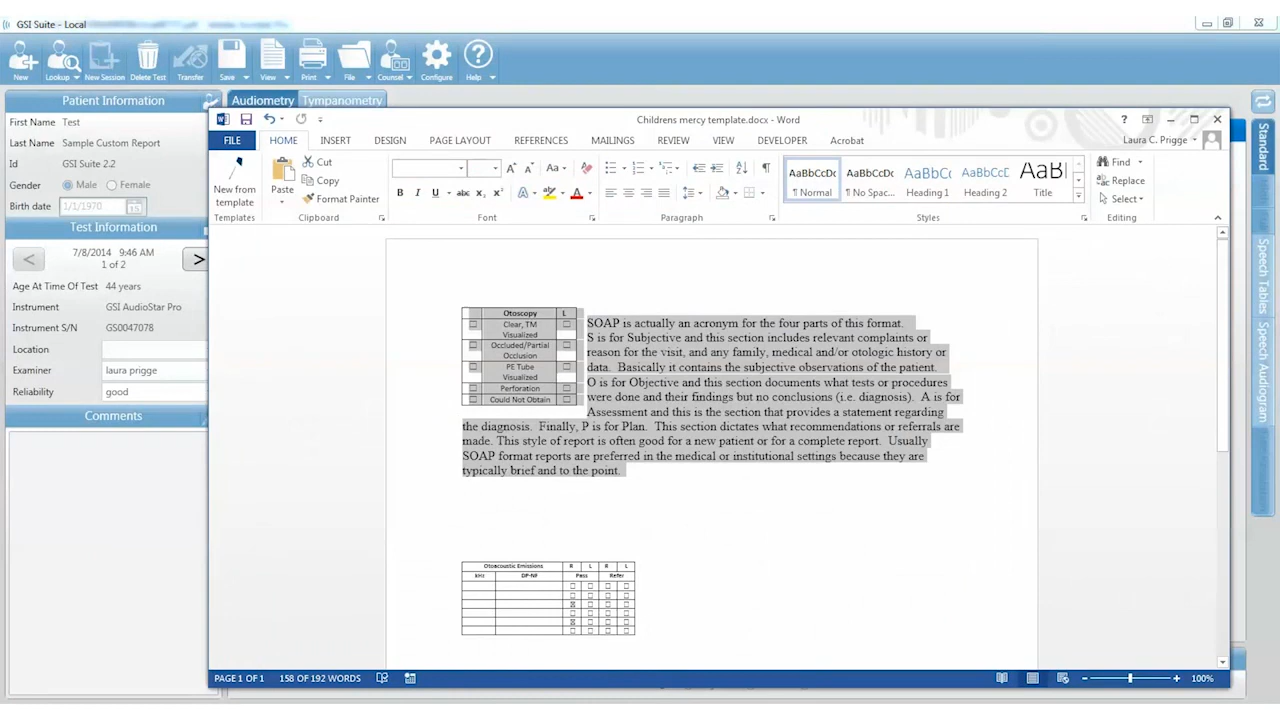 GSI Suite - Local
New
Lookup
New Session
Delete Test
Transfer
Save
View
Print
File
Counsel
Configure
Help
Patient Information
First Name Test
Last Name Sample Custom Report
Id GSI Suite 2.2
Gender Male Female
Birth date 1/1/1970 15
Test Information
< 7/8/2014 9:46 AM >
1 of 2
Age At Time Of Test 44 years
Instrument GSI AudioStar Pro
Instrument S/N GS0047078
Location
Examiner laura prigge
Reliability good
Comments
Audiometry Tympanometry
Childrens mercy template.docx - Word
FILE HOME INSERT DESIGN PAGE LAYOUT REFERENCES MAILINGS REVIEW VIEW DEVELOPER Acrobat
Laura C. Prigge
New from
template
Templates
Paste
Cut
Copy
Format Painter
Clipboard
Font
Paragraph
AaBbCcDc
¶ Normal
AaBbCcDc
¶ No Spac...
AaBbCc
Heading 1
AaBbCcD
Heading 2
AaB
Title
Styles
Find
Replace
Select
Editing
Otoscopy L
Clear, TM
Visualized
Occluded/Partial
Occlusion
PE Tube
Visualized
Perforation
Could Not Obtain
SOAP is actually an acronym for the four parts of this format.
S is for Subjective and this section includes relevant complaints or
reason for the visit, and any family, medical and/or otologic history or
data. Basically it contains the subjective observations of the patient.
O is for Objective and this section documents what tests or procedures
were done and their findings but no conclusions (i.e. diagnosis). A is for
Assessment and this is the section that provides a statement regarding
the diagnosis. Finally, P is for Plan. This section dictates what recommendations or referrals are
made. This style of report is often good for a new patient or for a complete report. Usually
SOAP format reports are preferred in the medical or institutional settings because they are
typically brief and to the point.
Otoacoustic Emissions R L R L
kHz DP-NF Pass Refer
PAGE 1 OF 1 158 OF 192 WORDS
100%
Standard
Speech Tables
Speech Audiogram